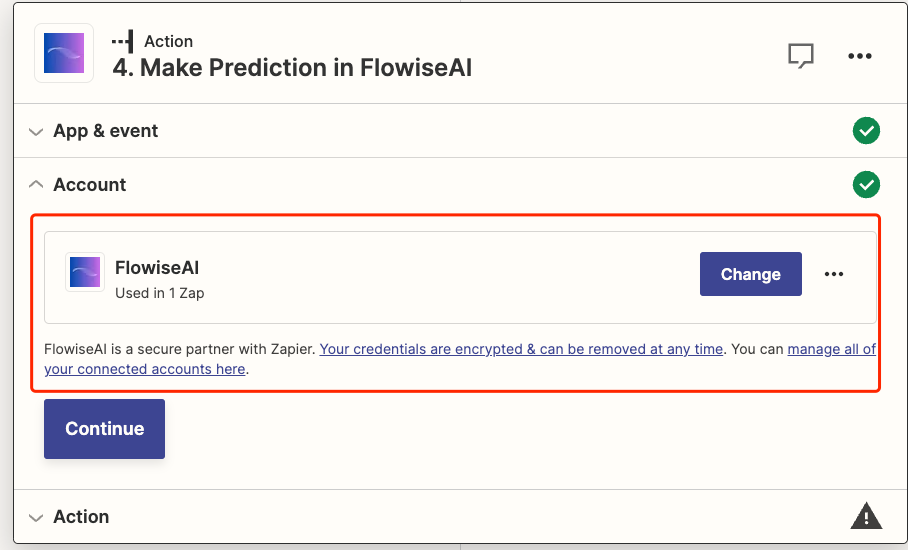 Action
4. Make Prediction in FlowiseAI
App & event
Account
FlowiseAI
Used in 1 Zap
Change
FlowiseAI is a secure partner with Zapier. Your credentials are encrypted & can be removed at any time. You can manage all of
your connected accounts here.
Continue
Action